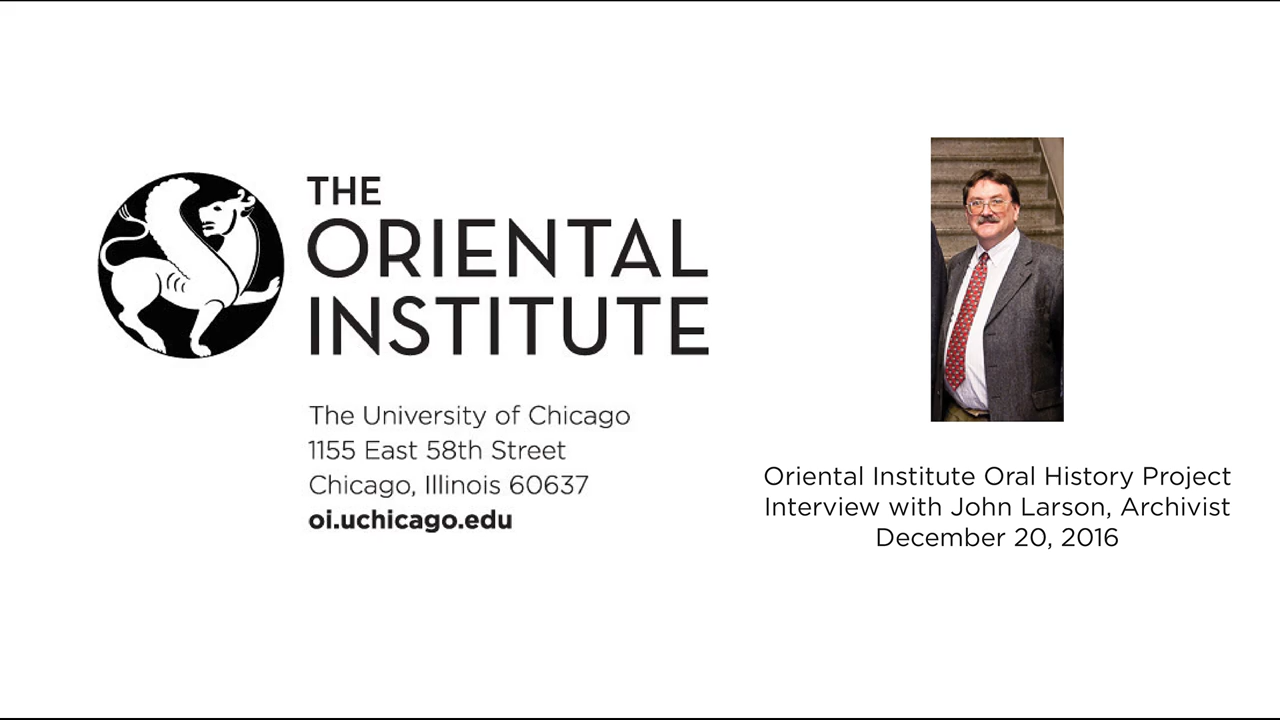 THE
ORIENTAL
INSTITUTE
The University of Chicago
1155 East 58th Street
Chicago, Illinois 60637
oi.uchicago.edu
Oriental Institute Oral History Project
Interview with John Larson, Archivist
December 20, 2016